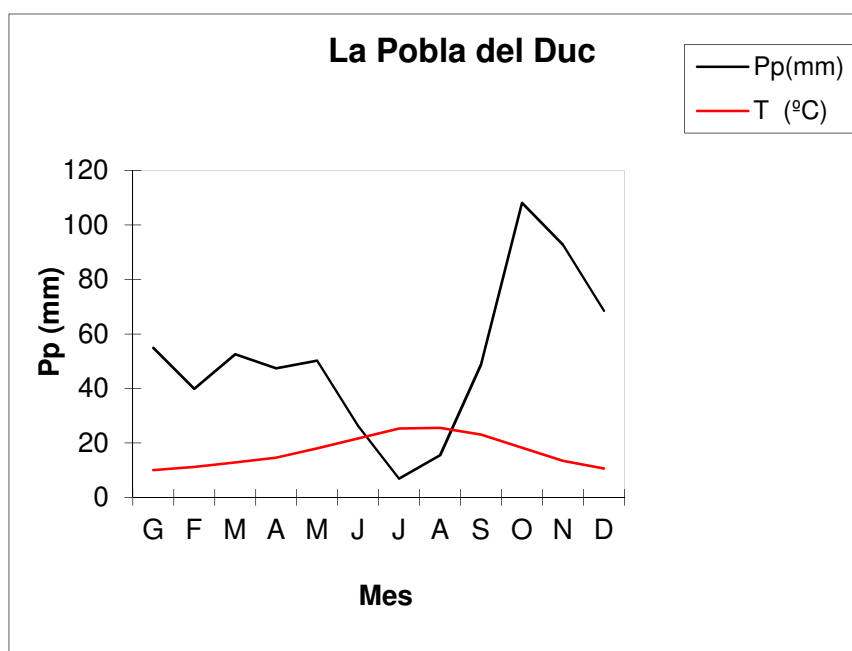 La Pobla del Duc
Pp(mm)
T (ºC)
120
100
80
60
40
20
0
Pp (mm)
G F M A M J J A S O N D
Mes